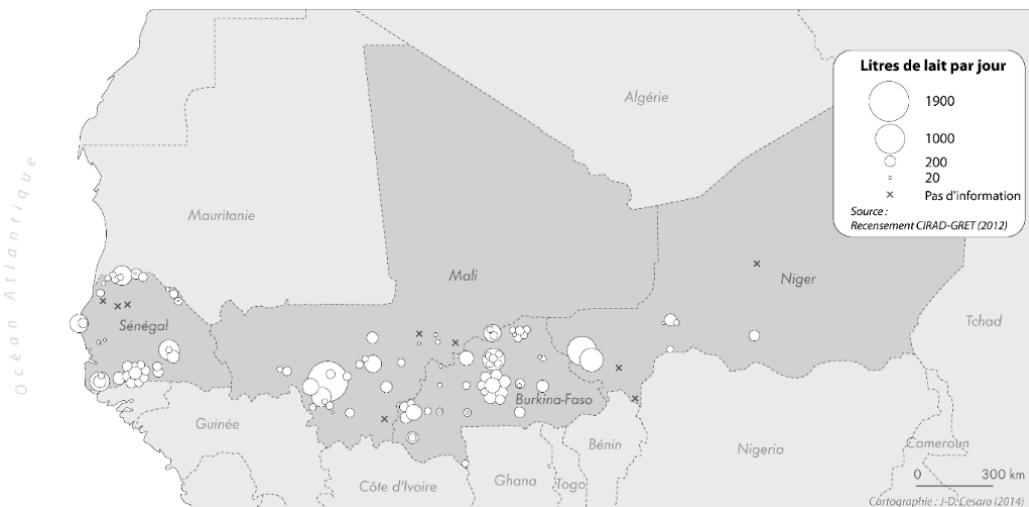 Litres de lait par jour
1900
1000
200
20
Pas d'information
Source :
Recensement CIRAD-GRET (2012)
Algérie
Océan Atlantique
Mauritanie
Mali
Niger
Sénégal
Tchad
Burkina-Faso
Guinée
Bénin
Nigeria
Cameroun
Côte d'Ivoire
Ghana
Togo
0 300 km
Cartographie : J-D.Cesaro (2014)